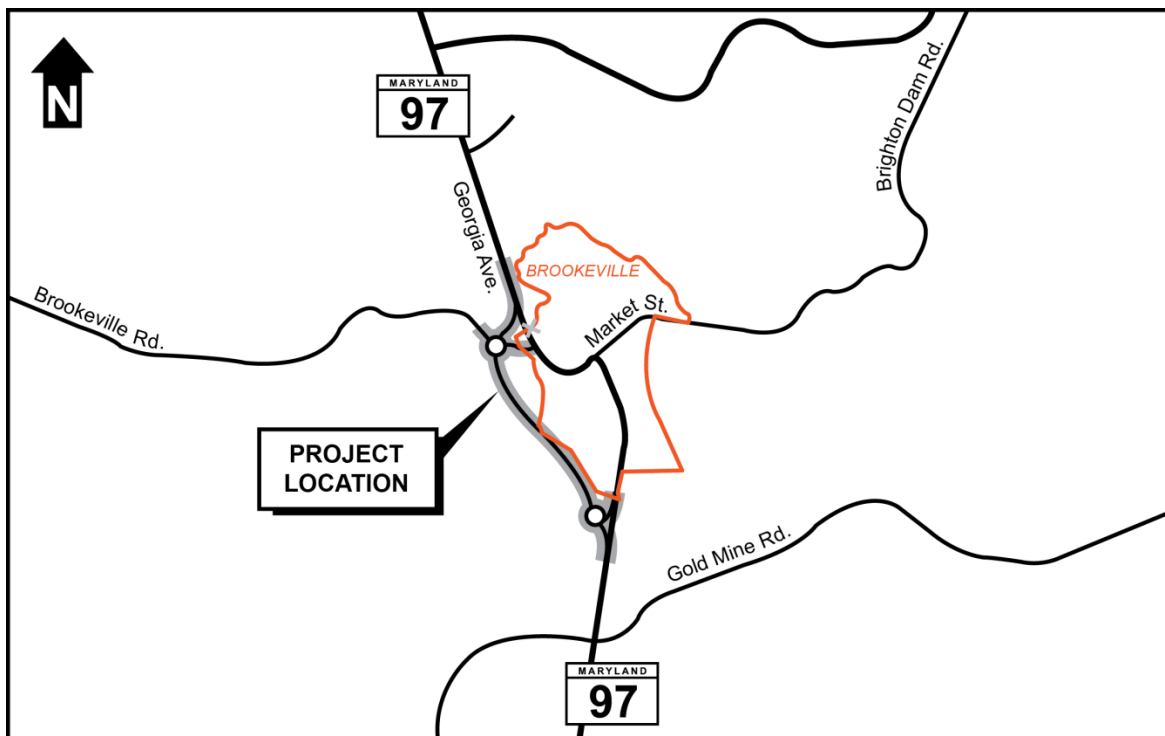 N
MARYLAND
97
Brighton Dam Rd.
Georgia Ave.
BROOKEVILLE
Brookeville Rd.
Market St.
PROJECT
LOCATION
Gold Mine Rd.
MARYLAND
97